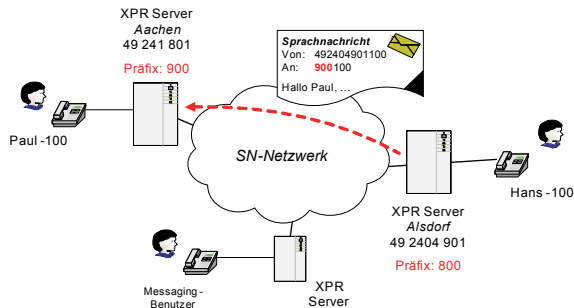 XPR Server
Aachen
49 241 801
Präfix: 900
Sprachnachricht
Von: 492404901100
An: 900100
Hallo Paul, ...
Paul -100
SN-Netzwerk
Hans -100
XPR Server
Alsdorf
49 2404 901
Präfix: 800
Messaging -
Benutzer
XPR
Server